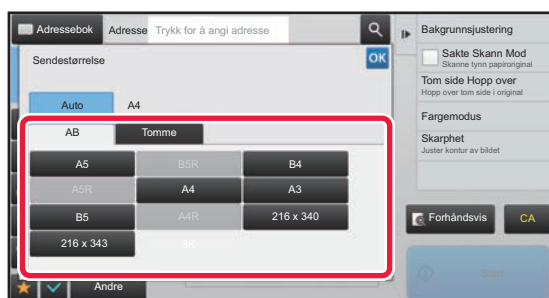 Adressebok Adresse Trykk for å angi adresse
Sendestørrelse OK
Auto A4
AB Tomme
A5 B5R B4
A5R A4 A3
B5 A4R 216 x 340
216 x 343 8K
Andre
Bakgrunnsjustering
Sakte Skann Mod
Skanne tynn papiroriginal
Tom side Hopp over
Hopp over tom side i original
Fargemodus
Skarphet
Juster kontur av bildet
Forhåndsvis CA
Start